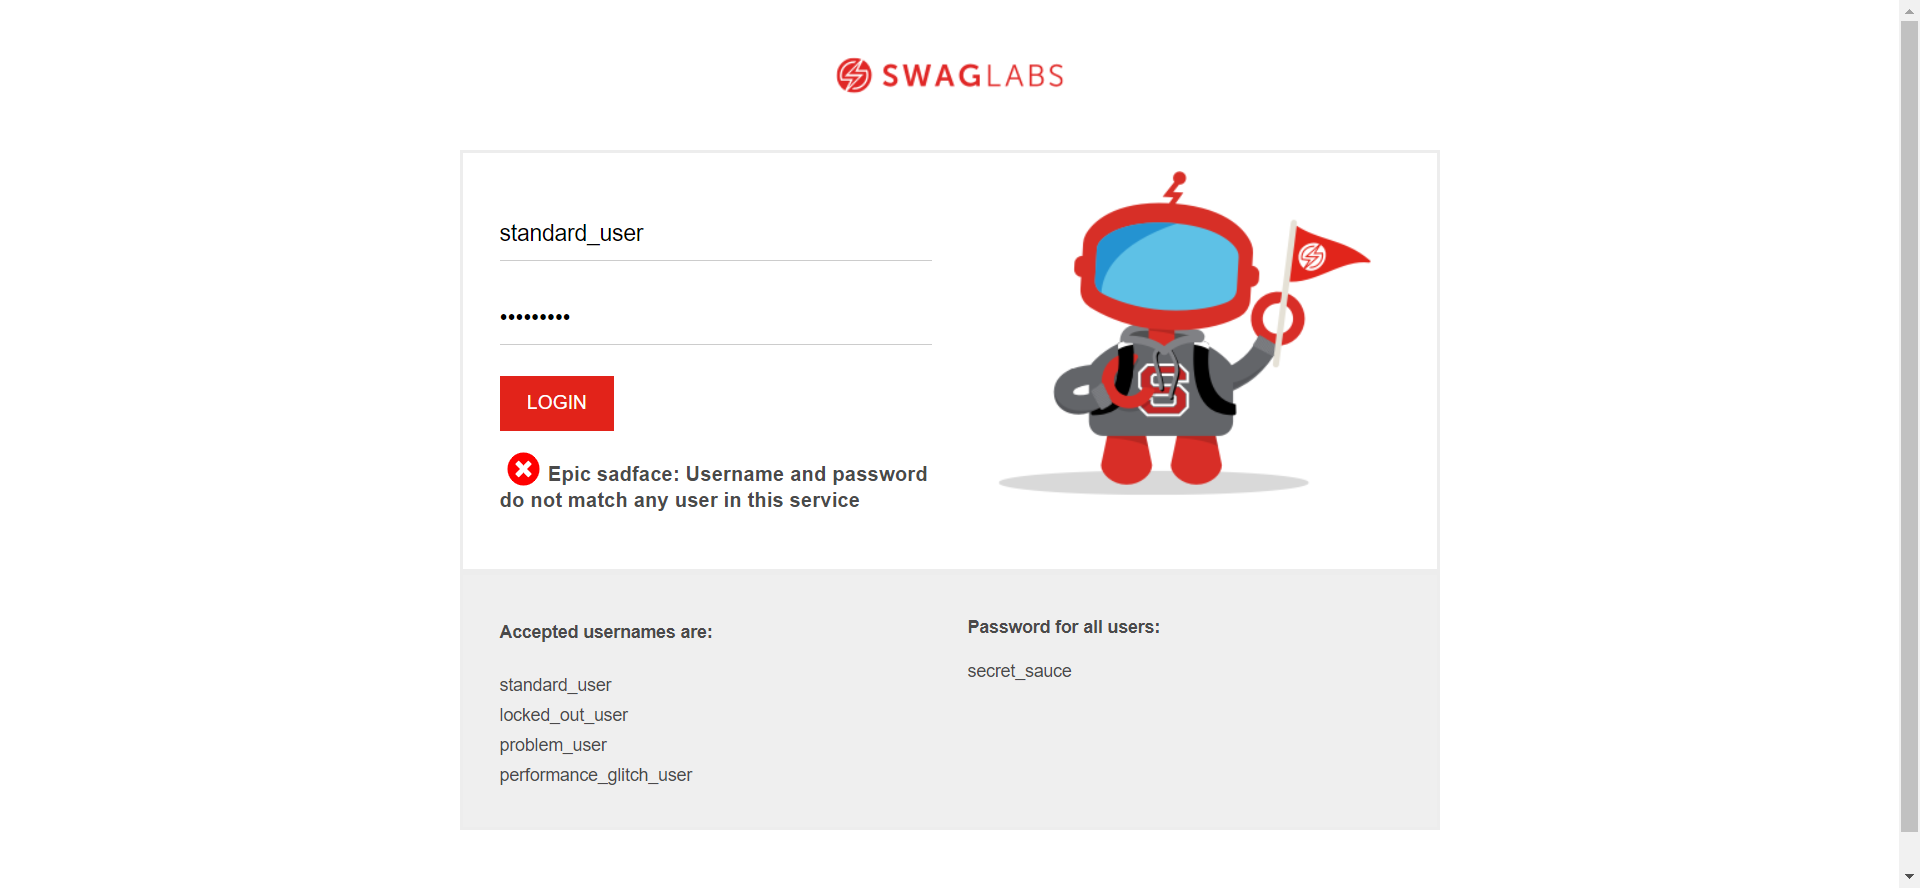 SWAGLABS
standard_user
•••••••••
LOGIN
Epic sadface: Username and password
do not match any user in this service
S
Accepted usernames are:
standard_user
locked_out_user
problem_user
performance_glitch_user
Password for all users:
secret_sauce